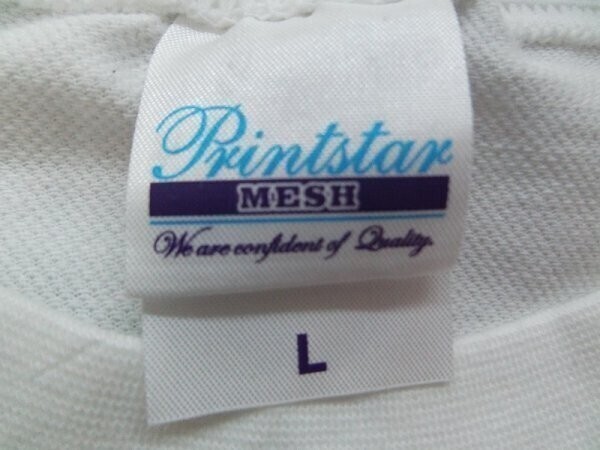 Printstar
MESH
We are confident of Quality.
L